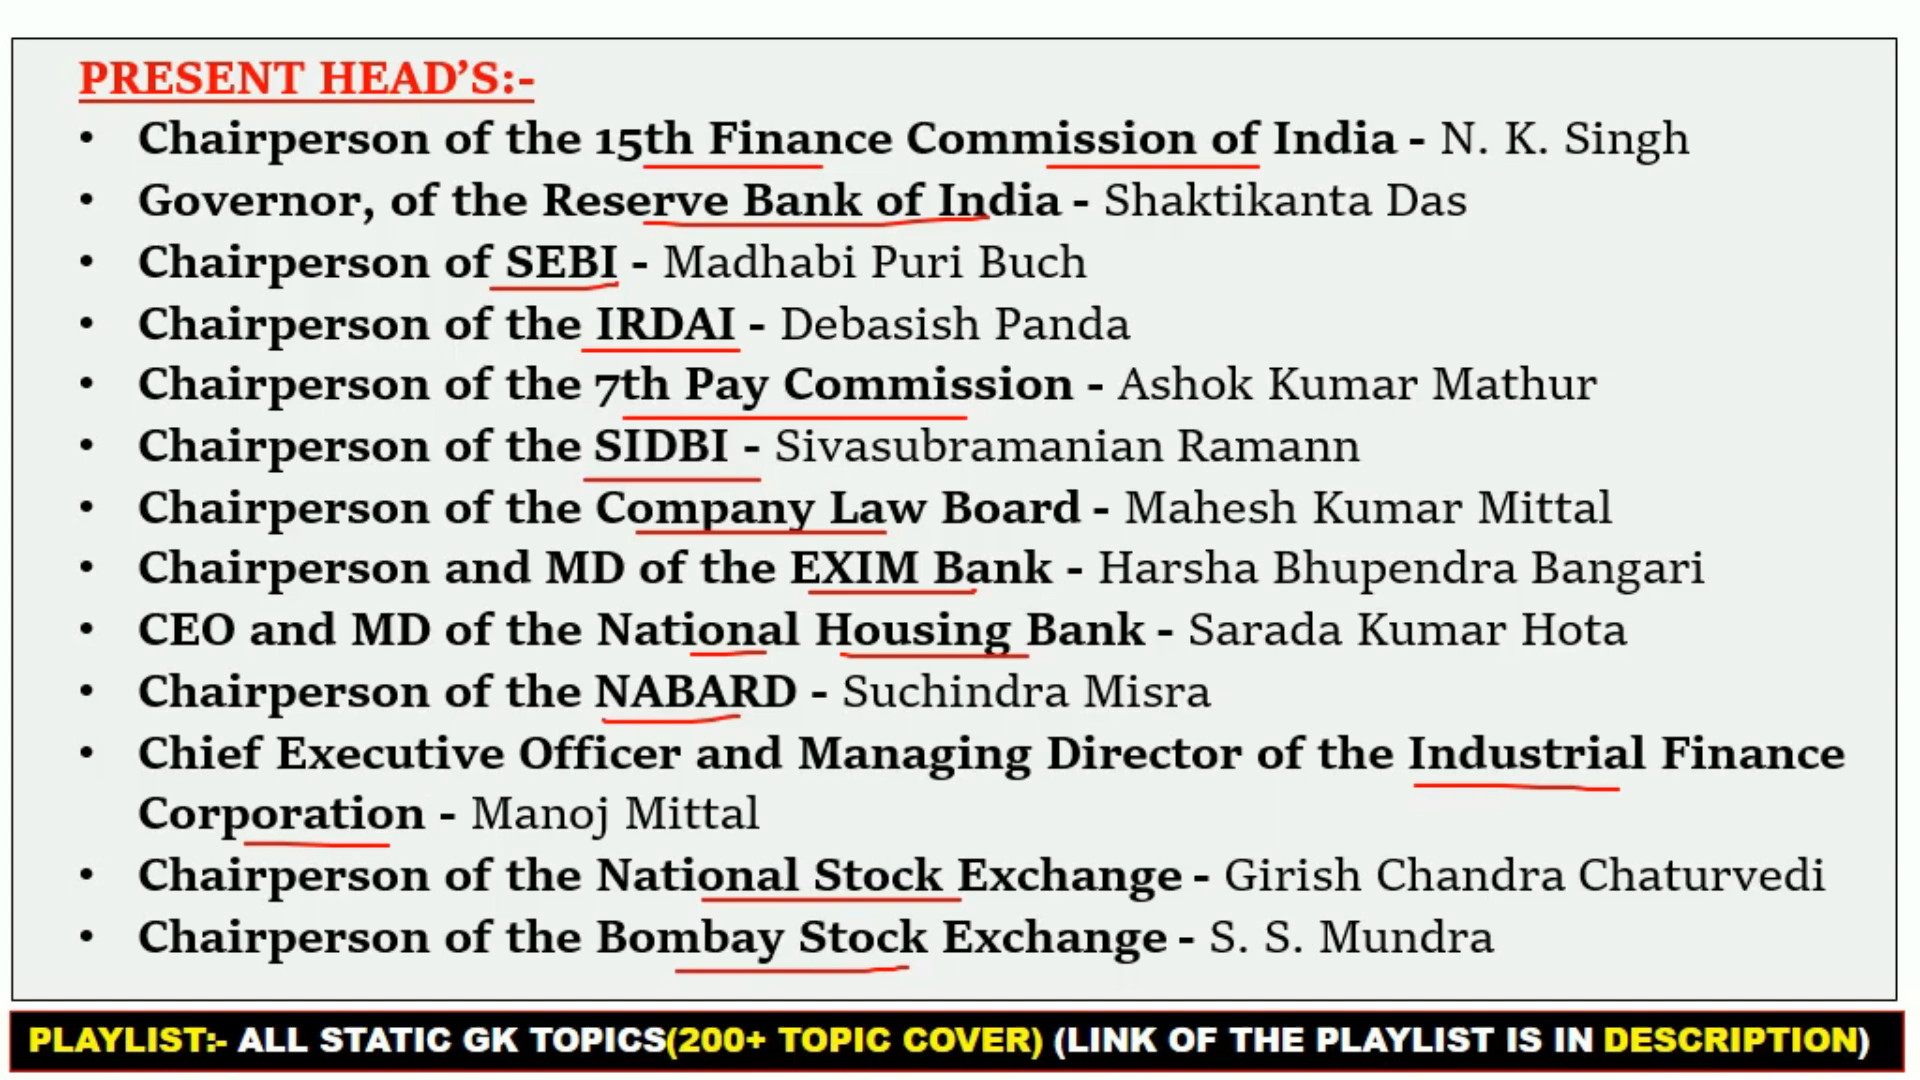 PRESENT HEAD’S:-
• Chairperson of the 15th Finance Commission of India - N. K. Singh
• Governor, of the Reserve Bank of India - Shaktikanta Das
• Chairperson of SEBI - Madhabi Puri Buch
• Chairperson of the IRDAI - Debasish Panda
• Chairperson of the 7th Pay Commission - Ashok Kumar Mathur
• Chairperson of the SIDBI - Sivasubramanian Ramann
• Chairperson of the Company Law Board - Mahesh Kumar Mittal
• Chairperson and MD of the EXIM Bank - Harsha Bhupendra Bangari
• CEO and MD of the National Housing Bank - Sarada Kumar Hota
• Chairperson of the NABARD - Suchindra Misra
• Chief Executive Officer and Managing Director of the Industrial Finance
Corporation - Manoj Mittal
• Chairperson of the National Stock Exchange - Girish Chandra Chaturvedi
• Chairperson of the Bombay Stock Exchange - S. S. Mundra
PLAYLIST:- ALL STATIC GK TOPICS(200+ TOPIC COVER) (LINK OF THE PLAYLIST IS IN DESCRIPTION)